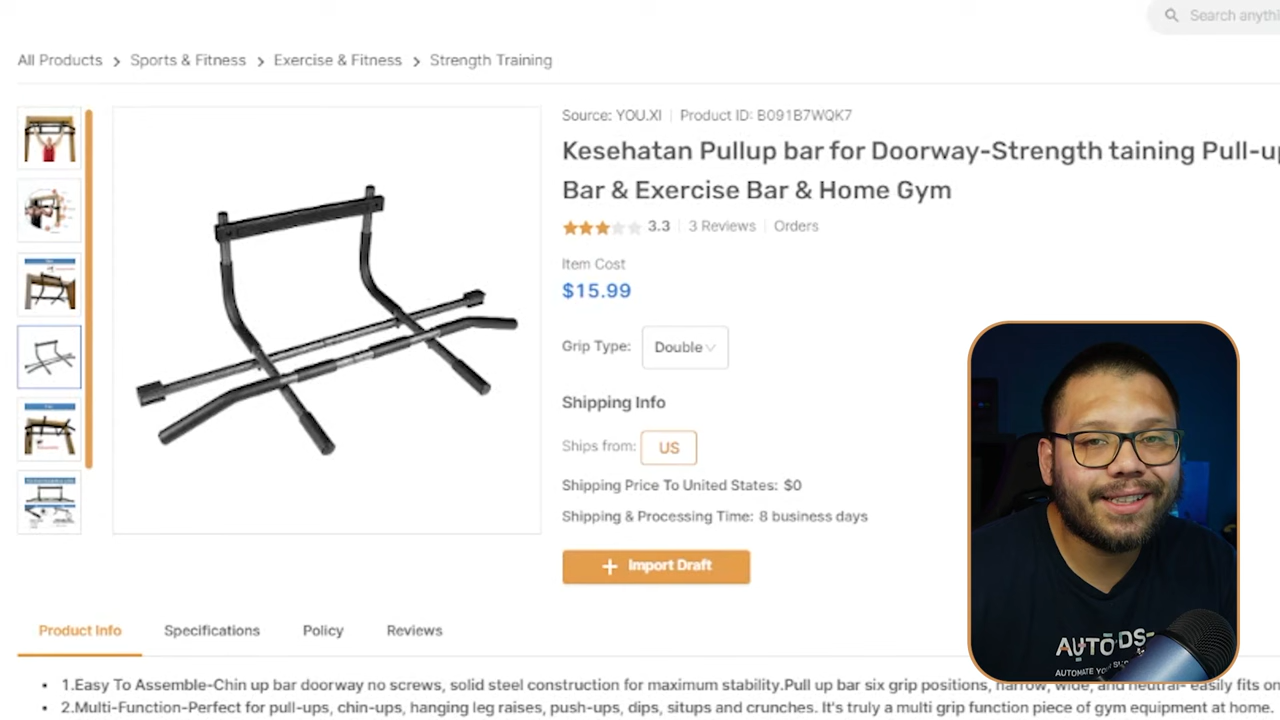 Search anythi
All Products > Sports & Fitness > Exercise & Fitness > Strength Training
Source: YOU.XI | Product ID: B091B7WQK7
Kesehatan Pullup bar for Doorway-Strength taining Pull-up
Bar & Exercise Bar & Home Gym
3.3 | 3 Reviews | Orders
Item Cost
$15.99
Grip Type: Double
Shipping Info
Ships from: US
Shipping Price To United States: $0
Shipping & Processing Time: 8 business days
+ Import Draft
AUTODS
AUTOMATE YOUR
Product Info Specifications Policy Reviews
• 1.Easy To Assemble-Chin up bar doorway no screws, solid steel construction for maximum stability.Pull up bar six grip positions, narrow, wide, and neutral- easily fits on
• 2.Multi-Function-Perfect for pull-ups, chin-ups, hanging leg raises, push-ups, dips, situps and crunches. It's truly a multi grip function piece of gym equipment at home.